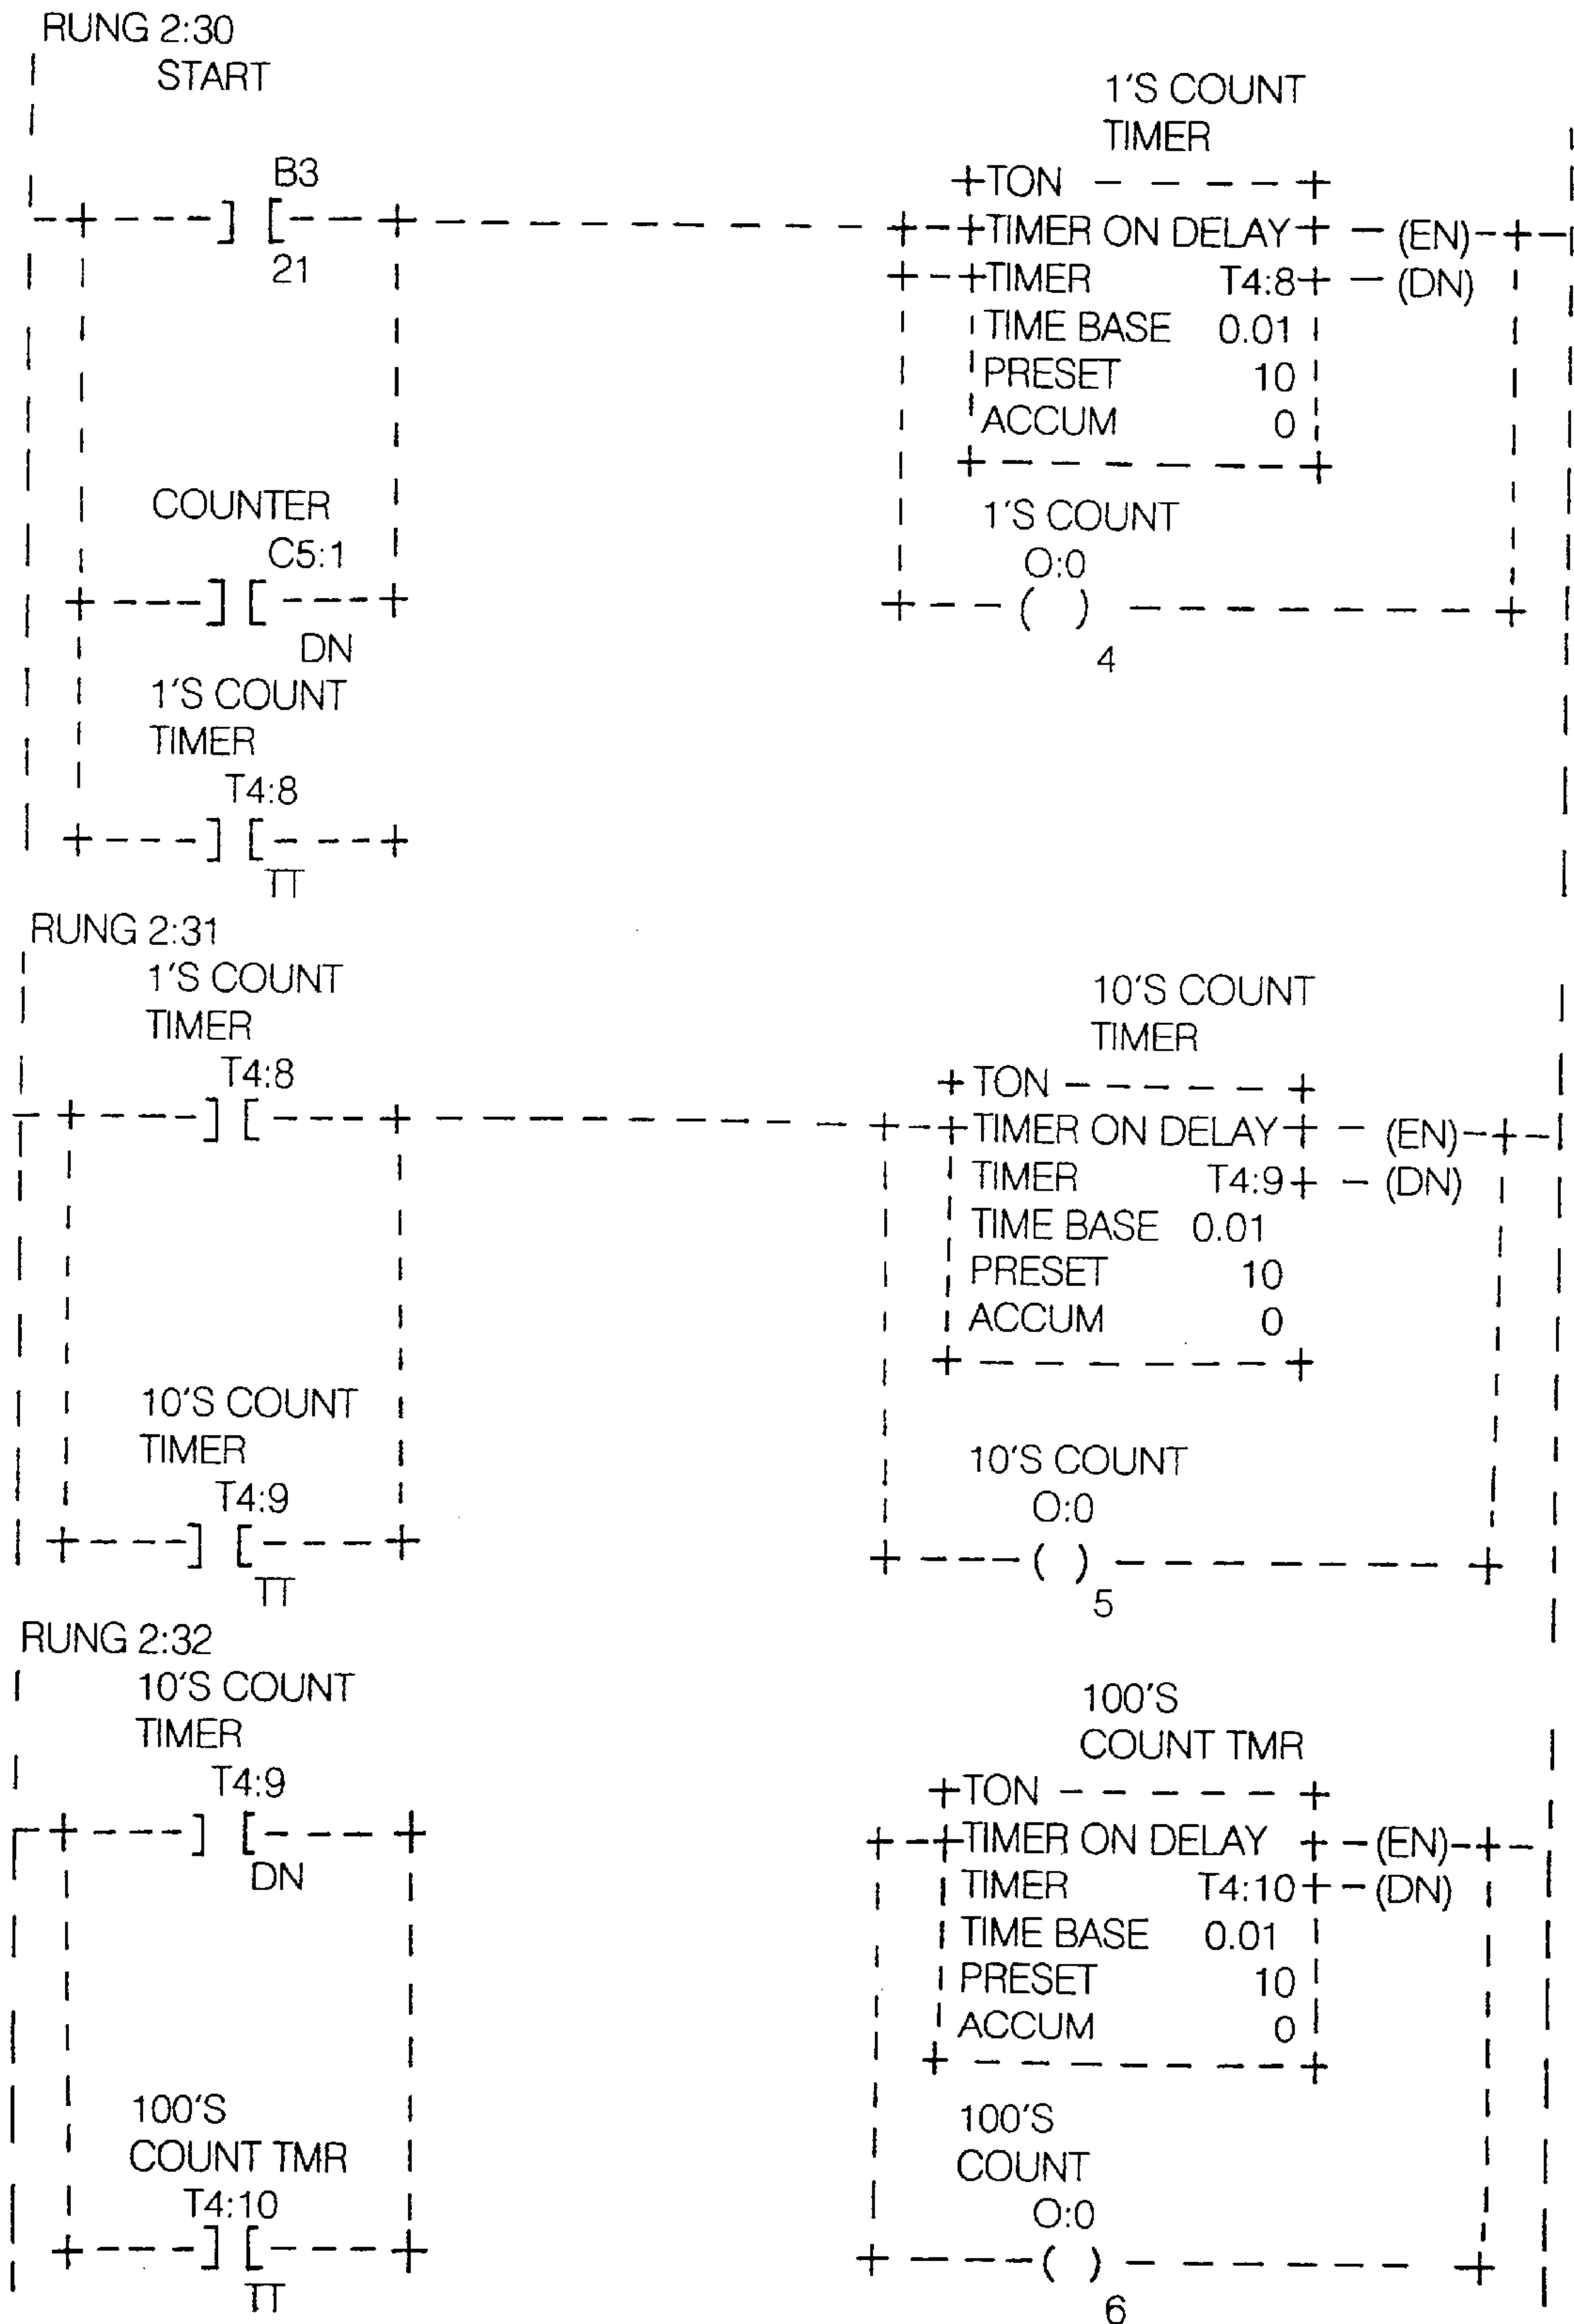 RUNG 2:30
START
B3
] [
21
COUNTER
C5:1
] [
DN
1'S COUNT
TIMER
T4:8
] [
TT
1'S COUNT
TIMER
TON
TIMER ON DELAY (EN)
TIMER T4:8 (DN)
TIME BASE 0.01
PRESET 10
ACCUM 0
1'S COUNT
O:0
( )
4
RUNG 2:31
1'S COUNT
TIMER
T4:8
] [
10'S COUNT
TIMER
T4:9
] [
TT
10'S COUNT
TIMER
TON
TIMER ON DELAY (EN)
TIMER T4:9 (DN)
TIME BASE 0.01
PRESET 10
ACCUM 0
10'S COUNT
O:0
( )
5
RUNG 2:32
10'S COUNT
TIMER
T4:9
] [
DN
100'S
COUNT TMR
T4:10
] [
TT
100'S
COUNT TMR
TON
TIMER ON DELAY (EN)
TIMER T4:10 (DN)
TIME BASE 0.01
PRESET 10
ACCUM 0
100'S
COUNT
O:0
( )
6